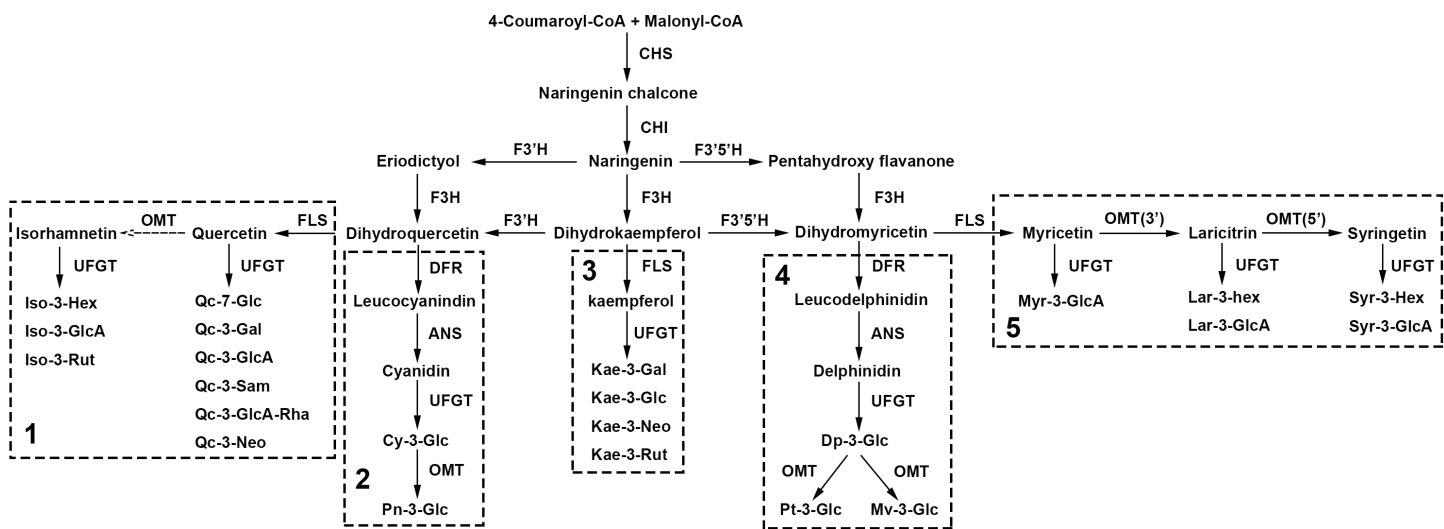 4-Coumaroyl-CoA + Malonyl-CoA
CHS
Naringenin chalcone
CHI
Eriodictyol F3'H Naringenin F3'5'H Pentahydroxy flavanone
F3H F3H F3H
Isorhamnetin OMT Quercetin FLS Dihydroquercetin F3'H Dihydrokaempferol F3'5'H Dihydromyricetin FLS Myricetin OMT(3') Laricitrin OMT(5') Syringetin
UFGT UFGT DFR 3 FLS 4 DFR UFGT UFGT UFGT
Iso-3-Hex Qc-7-Glc Leucocyanindin kaempferol Leucodelphinidin Myr-3-GlcA Lar-3-hex Syr-3-Hex
Iso-3-GlcA Qc-3-Gal ANS UFGT ANS 5 Lar-3-GlcA Syr-3-GlcA
Iso-3-Rut Qc-3-GlcA Cyanidin Kae-3-Gal Delphinidin
Qc-3-Sam UFGT Kae-3-Glc UFGT
1 Qc-3-GlcA-Rha Kae-3-Neo
Qc-3-Neo Cy-3-Glc Kae-3-Rut Dp-3-Glc
2 OMT OMT OMT
Pn-3-Glc Pt-3-Glc Mv-3-Glc